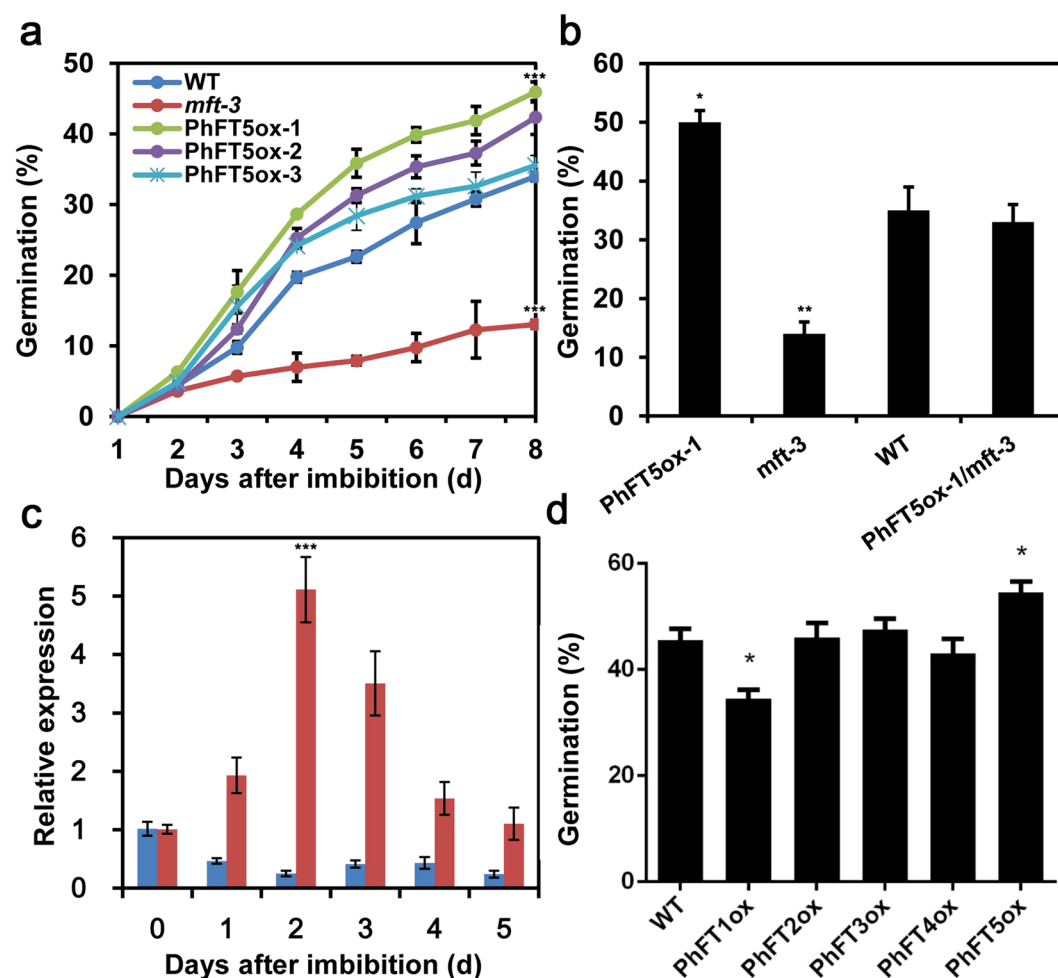 a
50
40
30
20
10
0
Germination (%)
WT
mft-3
PhFT5ox-1
PhFT5ox-2
PhFT5ox-3
***
***
1 2 3 4 5 6 7 8
Days after imbibition (d)
b
60
50
40
30
20
10
0
Germination (%)
*
**
PhFT5ox-1
mft-3
WT
PhFT5ox-1/mft-3
c
6
5
4
3
2
1
0
Relative expression
***
0 1 2 3 4 5
Days after imbibition (d)
d
60
40
20
0
Germination (%)
*
*
WT
PhFT1ox
PhFT2ox
PhFT3ox
PhFT4ox
PhFT5ox